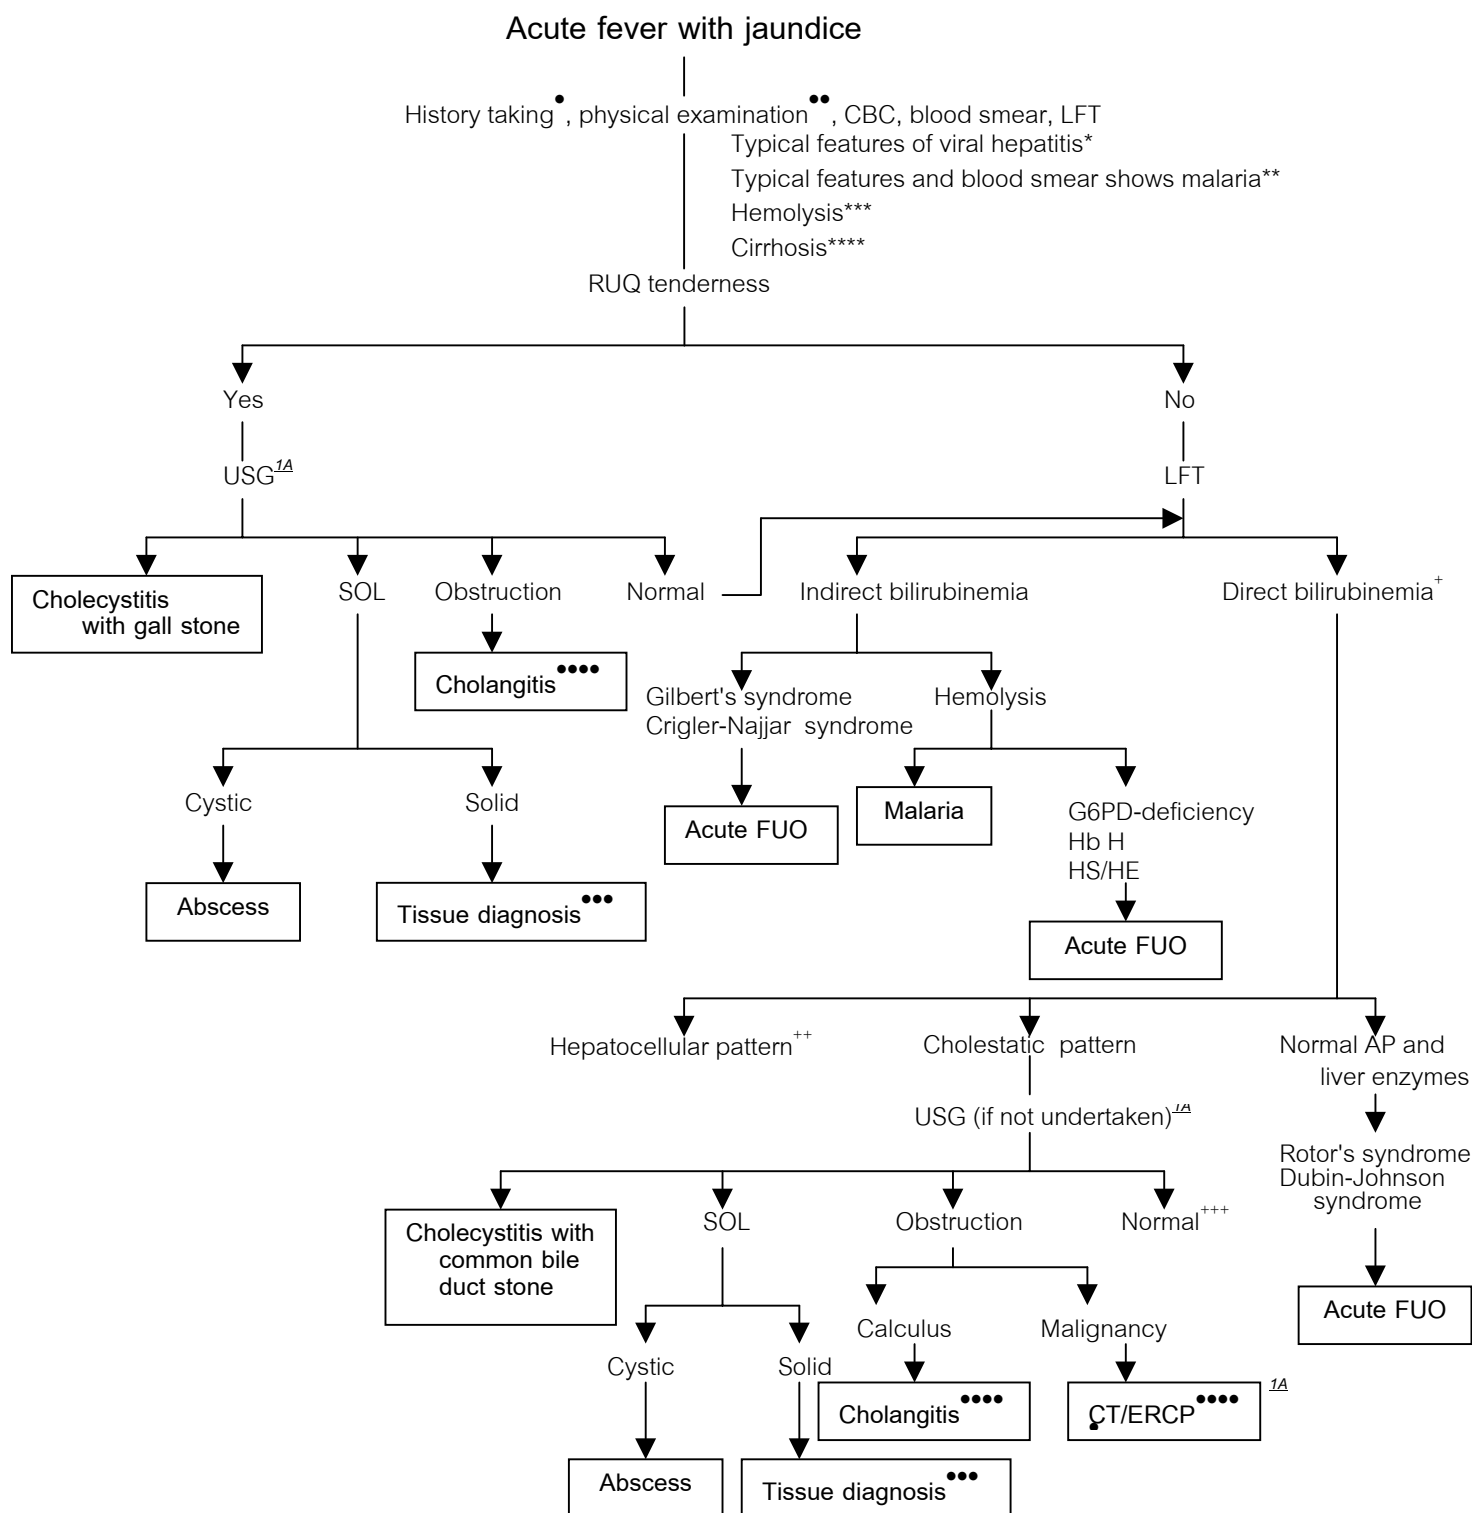 Acute fever with jaundice
History taking•, physical examination••, CBC, blood smear, LFT
Typical features of viral hepatitis*
Typical features and blood smear shows malaria**
Hemolysis***
Cirrhosis****
RUQ tenderness
Yes
No
USG1A
LFT
Cholecystitis
with gall stone
SOL
Obstruction
Normal
Indirect bilirubinemia
Direct bilirubinemia+
Cholangitis••••
Gilbert's syndrome
Crigler-Najjar syndrome
Hemolysis
Cystic
Solid
Acute FUO
Malaria
G6PD-deficiency
Hb H
HS/HE
Abscess
Tissue diagnosis•••
Acute FUO
Hepatocellular pattern++
Cholestatic pattern
Normal AP and
liver enzymes
USG (if not undertaken)1A
Rotor's syndrome
Dubin-Johnson
syndrome
Cholecystitis with
common bile
duct stone
SOL
Obstruction
Normal+++
Acute FUO
Calculus
Malignancy
Cystic
Solid
Cholangitis••••
CT/ERCP•••••
1A
Abscess
Tissue diagnosis•••